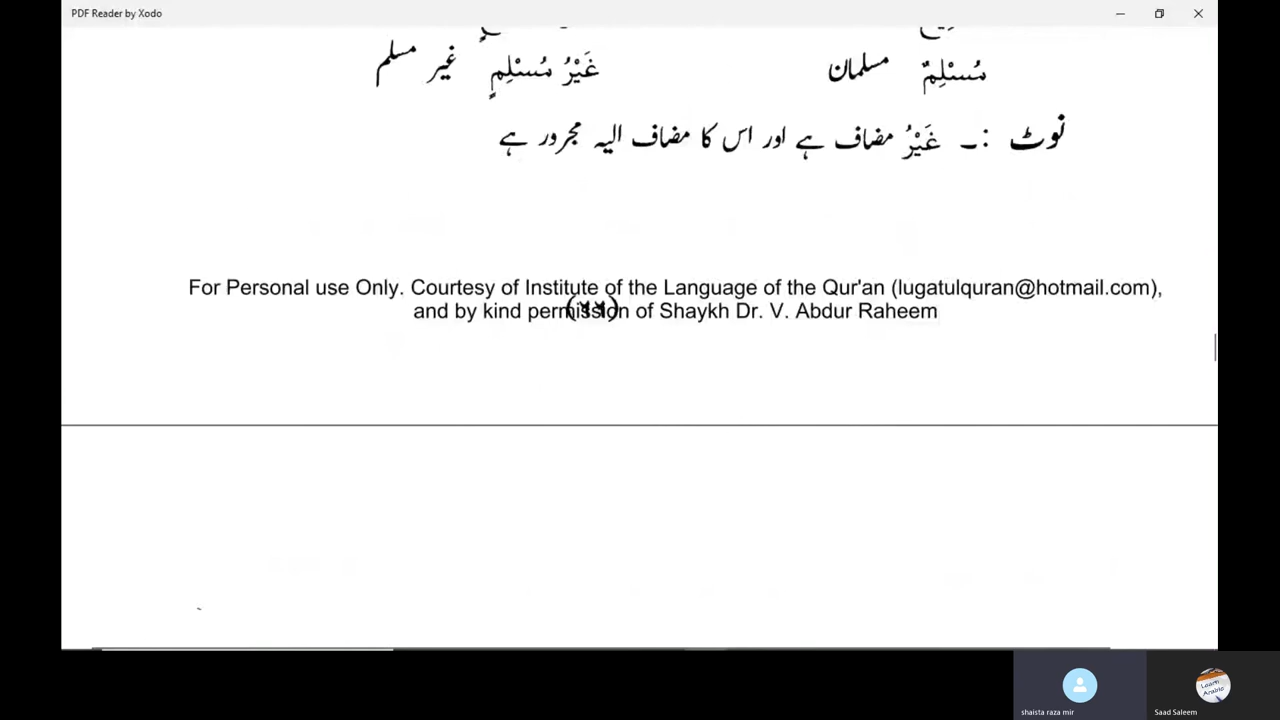 PDF Reader by Xodo
مُسْلِمٌ مسلمان غَيْرُ مُسْلِمٍ غیر مسلم
نوٹ :۔ غَيْرُ مضاف ہے اور اس کا مضاف الیہ مجرور ہے
For Personal use Only. Courtesy of Institute of the Language of the Qur'an (lugatulquran@hotmail.com),
and by kind permission of Shaykh Dr. V. Abdur Raheem
shaista raza mir
Learn Arabic
Saad Saleem